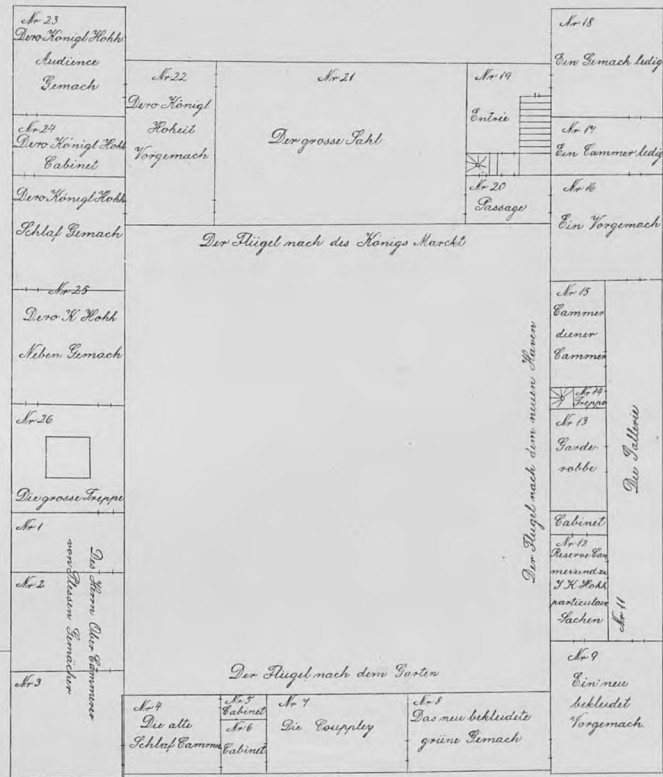 Nr 23
Dero Königl Hohh
Audience
Gemach
Nr 24
Dero Königl Hohh
Cabinet
Dero Königl Hohh
Schlaf Gemach
Nr 25
Dero K Hohh
Neben Gemach
Nr 26
Die grosse Treppe
Nr 1
Nr 2
Nr 3
Des Herrn Ober Cämmerer
von Plessen Gemächer
Nr 22
Dero Königl
Hoheit
Vorgemach
Nr 21
Der grosse Sahl
Nr 19
Entrée
Nr 20
Passage
Der Flügel nach des Königs Marckt
Nr 18
Ein Gemach ledig
Nr 17
Ein Cammer ledig
Nr 16
Ein Vorgemach
Nr 15
Cammer
diener
Cammer
Nr 14
Treppe
Nr 13
Garde-
robbe
Cabinet
Nr 12
Reserve Cam
mer und zu
I K Hohh
particulair
Sachen
Die Gallerie
Nr 11
Der Flügel nach dem neuen Haven
Nr 9
Ein neu
bekleidet
Vorgemach
Der Flügel nach dem Garten
Nr 4
Die alte
Schlaf Camm
Nr 5
Cabinet
Nr 6
Cabinet
Nr 7
Die Couppley
Nr 8
Das neu bekleidete
grüne Gemach